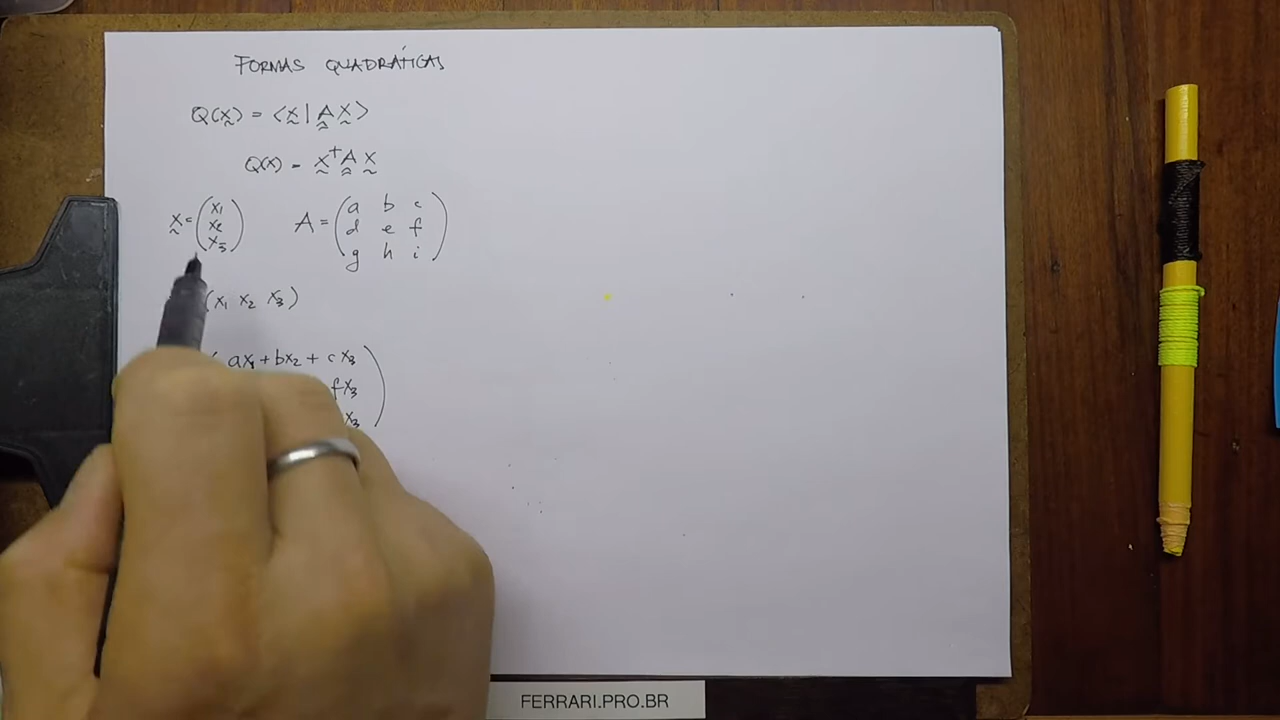 FORMAS QUADRÁTICAS
Q(x) = ⟨x|A x⟩
Q(x) = x^† A x
x = (x1 x2 x3) A = (a b c
d e f
g h i)
(x1 x2 x3)
ax1 + bx2 + cx3
fx3
x3
FERRARI.PRO.BR